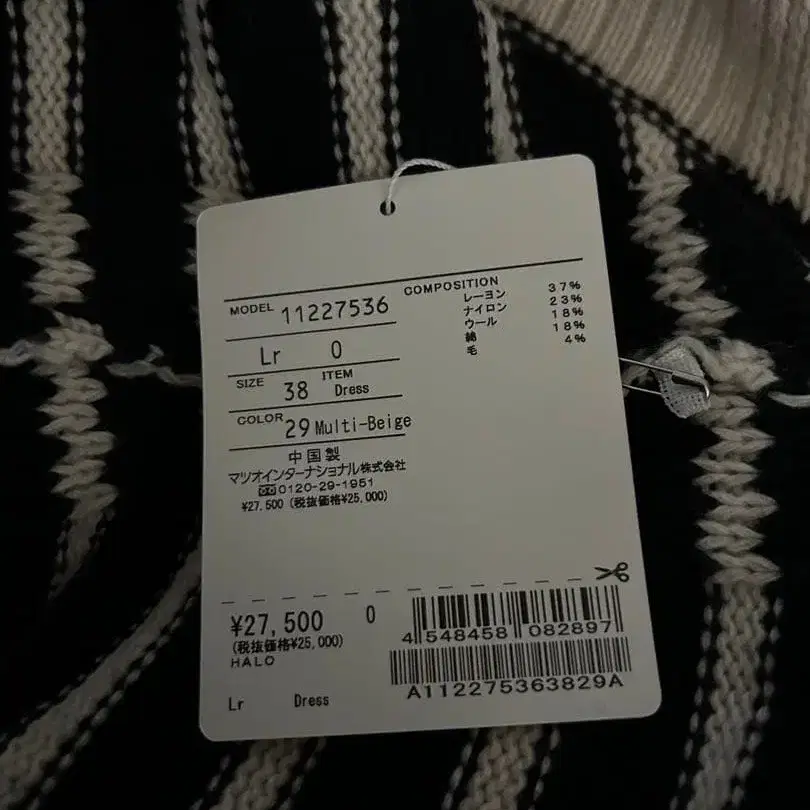 MODEL 11227536
Lr 0
SIZE 38 ITEM Dress
COLOR 29 Multi-Beige
中国製
マツオインターナショナル株式会社
0120-29-1951
¥27,500 (税抜価格¥25,000)
COMPOSITION
レーヨン 37%
ナイロン 23%
ウール 18%
綿 18%
毛 4%
¥27,500 0
(税抜価格¥25,000)
HALO
Lr Dress
4 548458 082897
A112275363829A